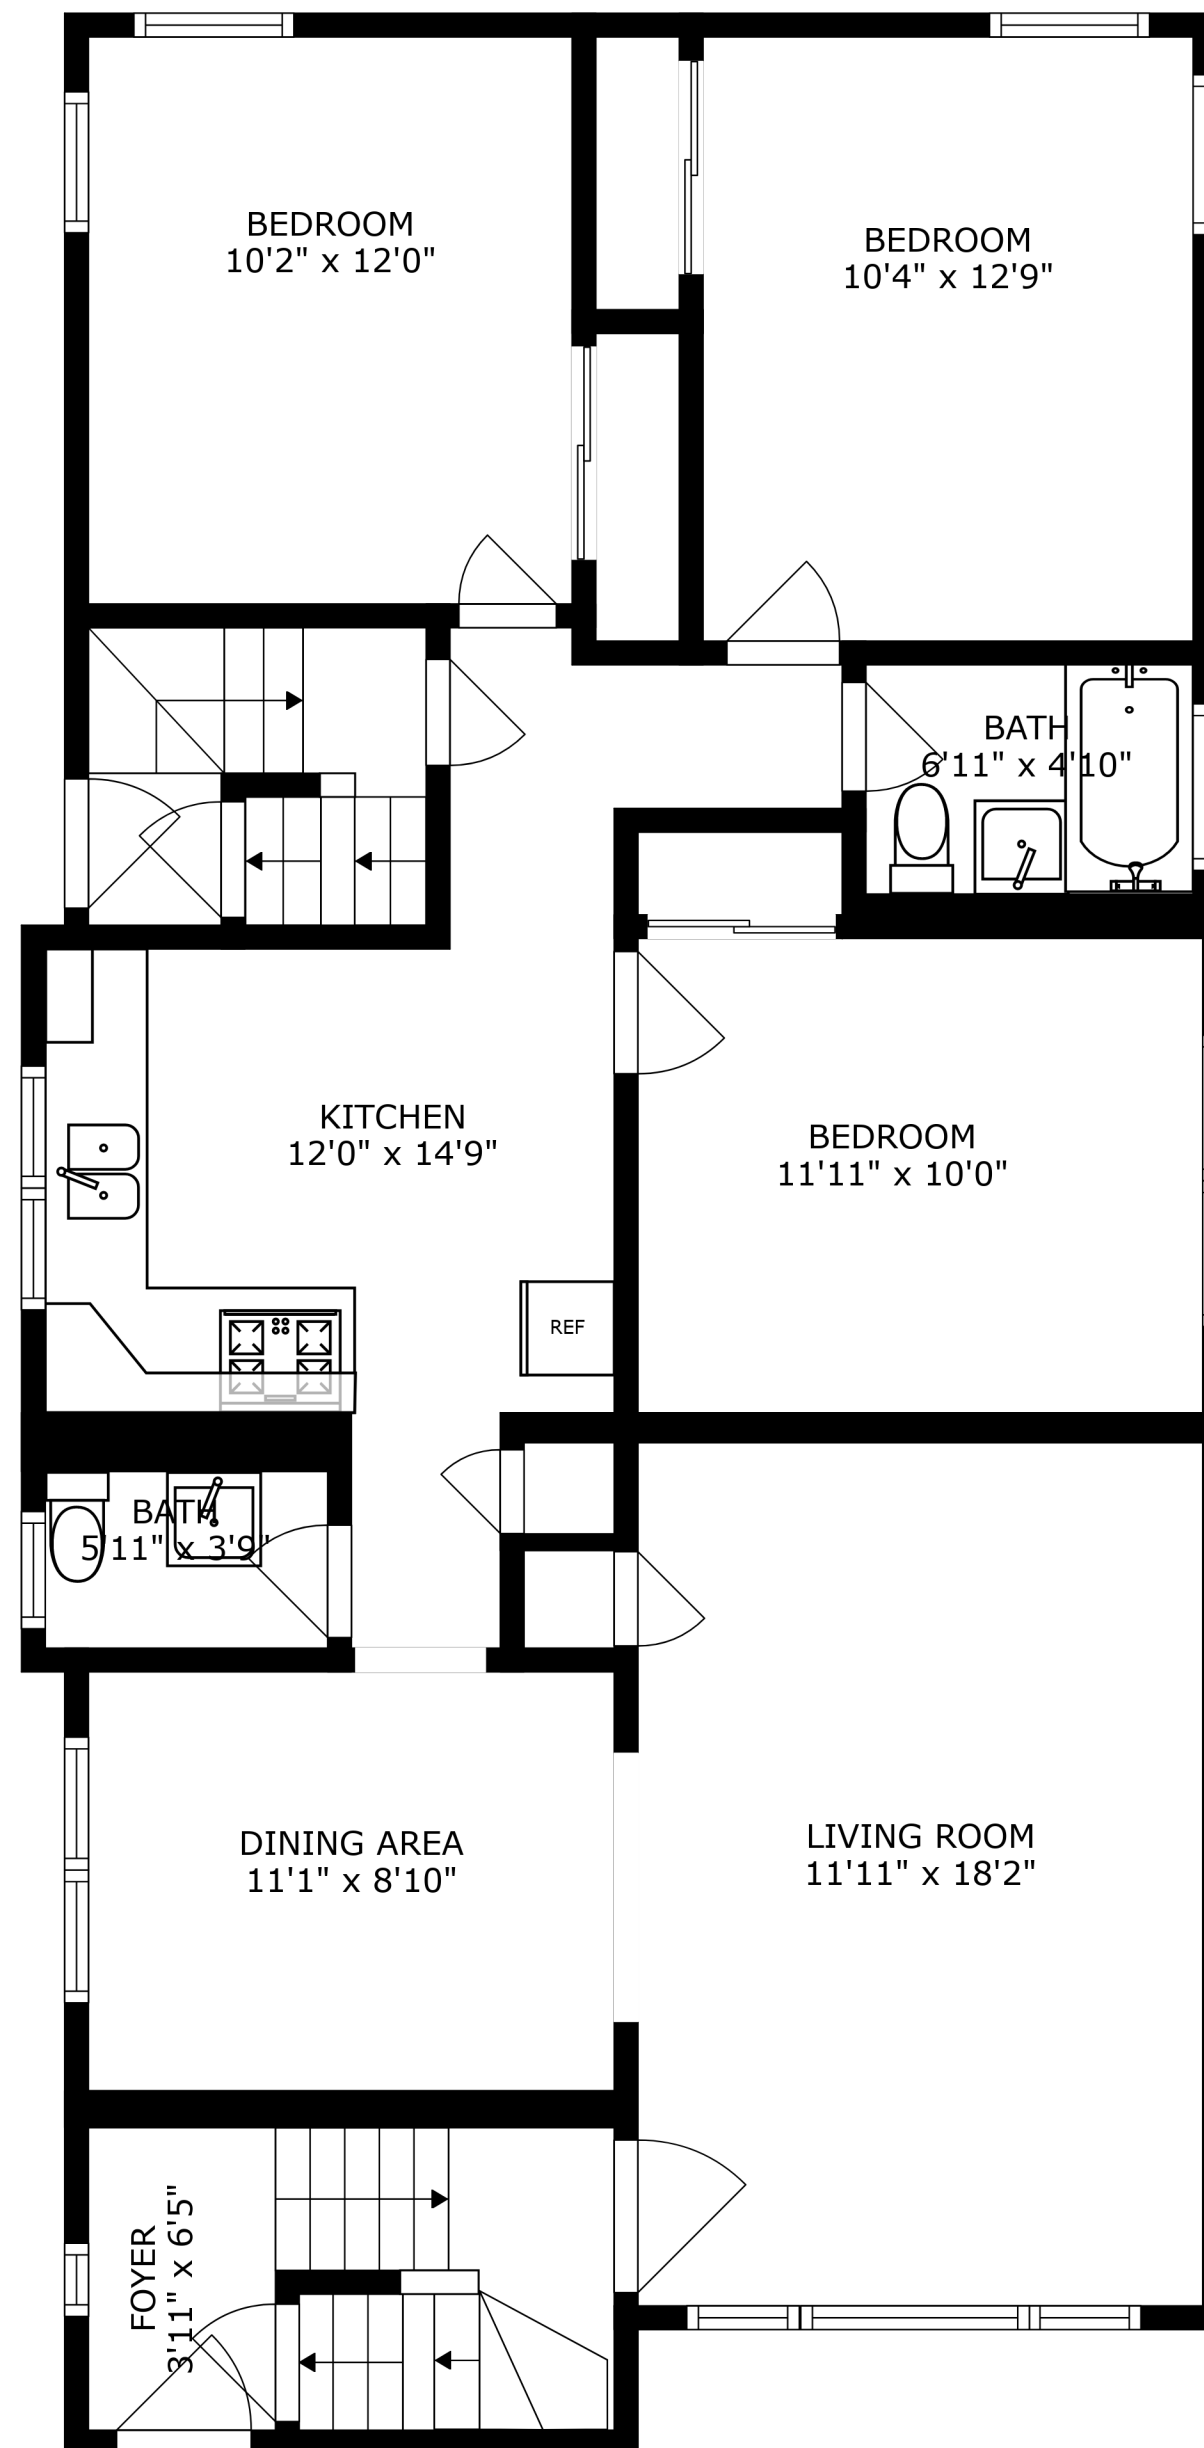 BEDROOM
10'2" x 12'0"
BEDROOM
10'4" x 12'9"
BATH
6'11" x 4'10"
KITCHEN
12'0" x 14'9"
BEDROOM
11'11" x 10'0"
REF
BATH
5'11" x 3'9"
DINING AREA
11'1" x 8'10"
LIVING ROOM
11'11" x 18'2"
FOYER
3'11" x 6'5"